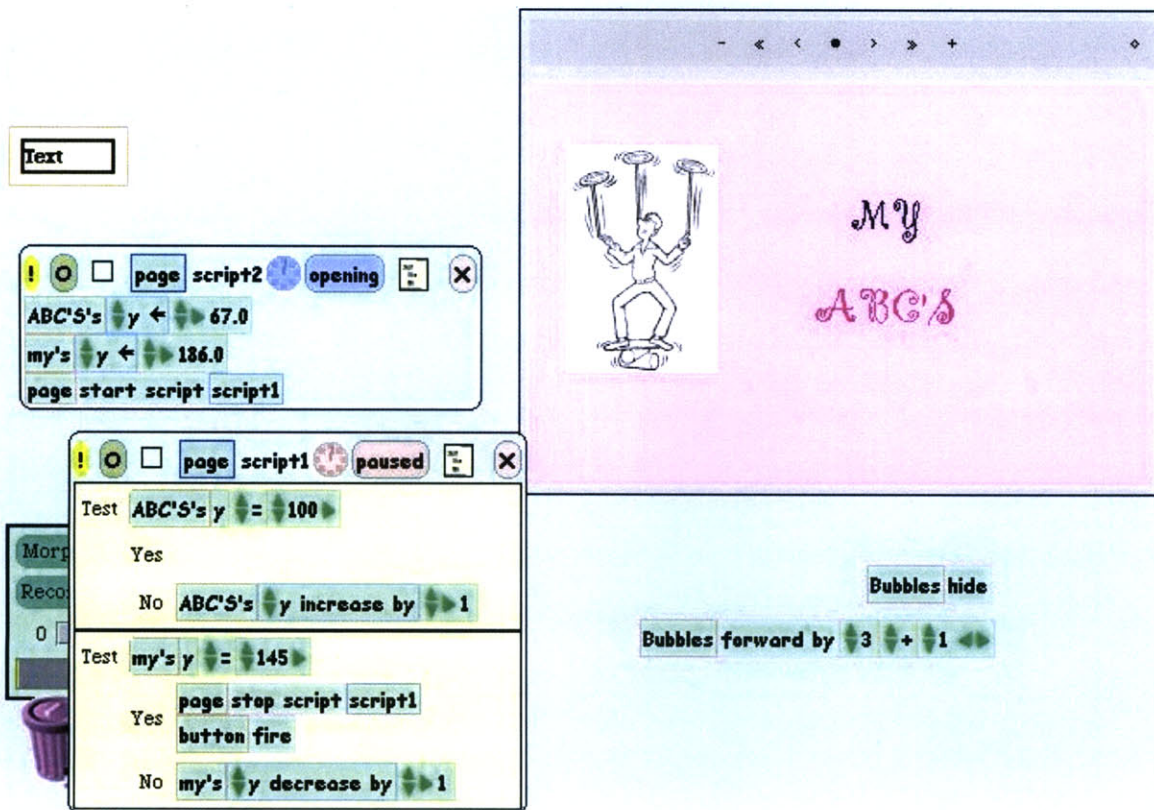 Text
! O page script2 opening X
ABC'S's y ← 67.0
my's y ← 186.0
page start script script1
! O page script1 paused X
Test ABC'S's y = 100
Yes
No ABC'S's y increase by 1
Test my's y = 145
Yes page stop script script1
button fire
No my's y decrease by 1
Morp
Reco
0
- « < ● > » + ◇
MY
ABC'S
Bubbles hide
Bubbles forward by 3 + 1